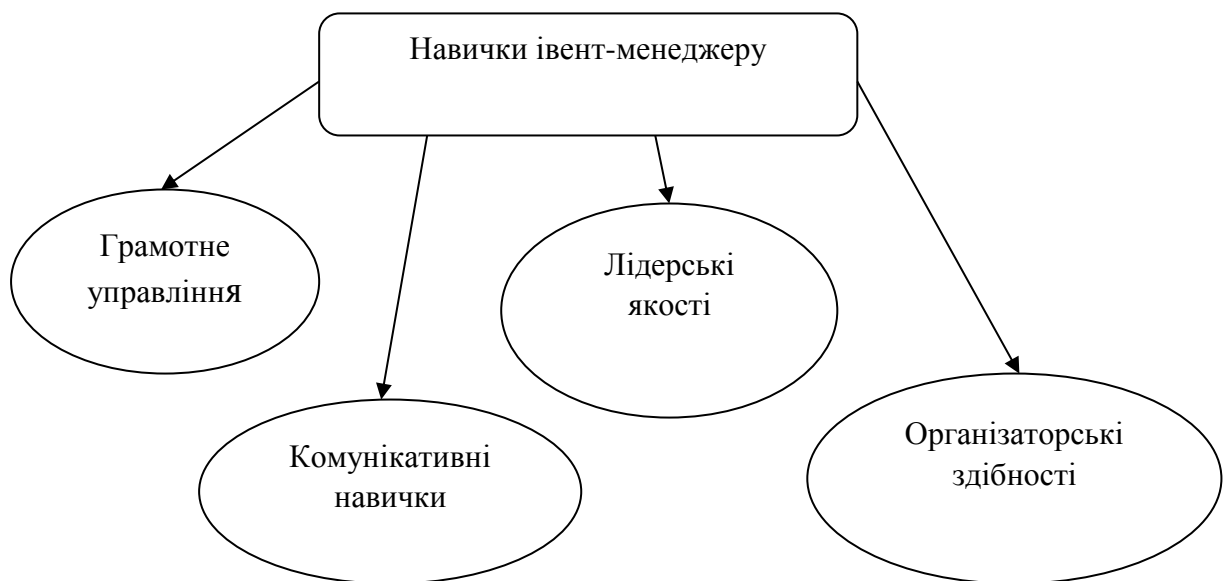 Навички івент-менеджеру
Грамотне
управління
Лідерські
якості
Комунікативні
навички
Організаторські
здібності